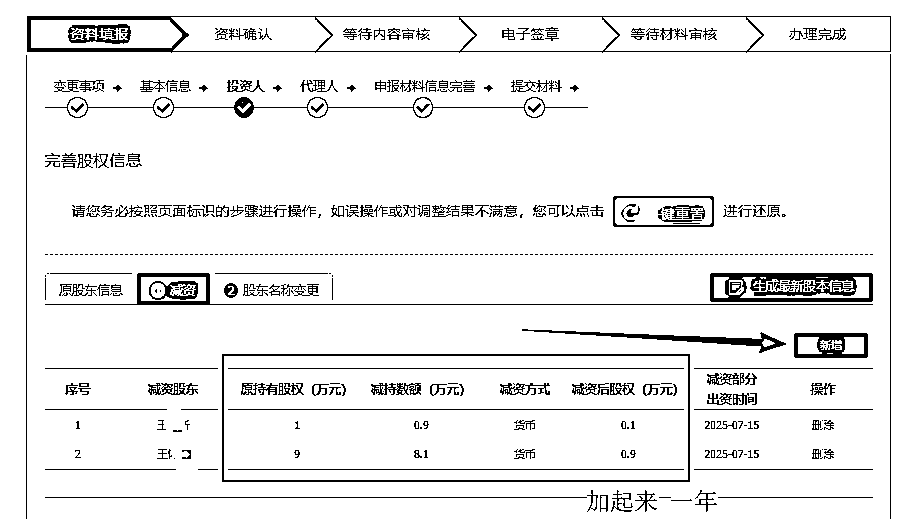 资料填报 资料确认 等待内容审核 电子签章 等待材料审核 办理完成
变更事项 基本信息 投资人 代理人 申报材料信息完善 提交材料
完善股权信息
请您务必按照页面标识的步骤进行操作，如误操作或对调整结果不满意，您可以点击 一键重置 进行还原。
原股东信息 减资 2 股东名称变更 生成最新股本信息
新增
序号 减资股东 原持有股权（万元） 减持数额（万元） 减资方式 减资后股权（万元） 减资部分出资时间 操作
1 王 1 0.9 货币 0.1 2025-07-15 删除
2 王 9 8.1 货币 0.9 2025-07-15 删除
加起来一年